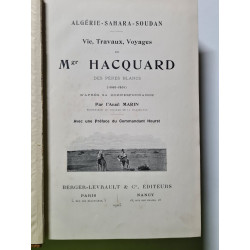 ALGÉRIE-SAHARA-SOUDAN
Vie, Travaux, Voyages
DE
Mgr HACQUARD
DES PÈRES BLANCS
D'APRÈS SA CORRESPONDANCE
Par l'Abbé MARIN
Avec une Préface du Commandant Hourst
BERGER-LEVRAULT & Cie, ÉDITEURS
PARIS NANCY